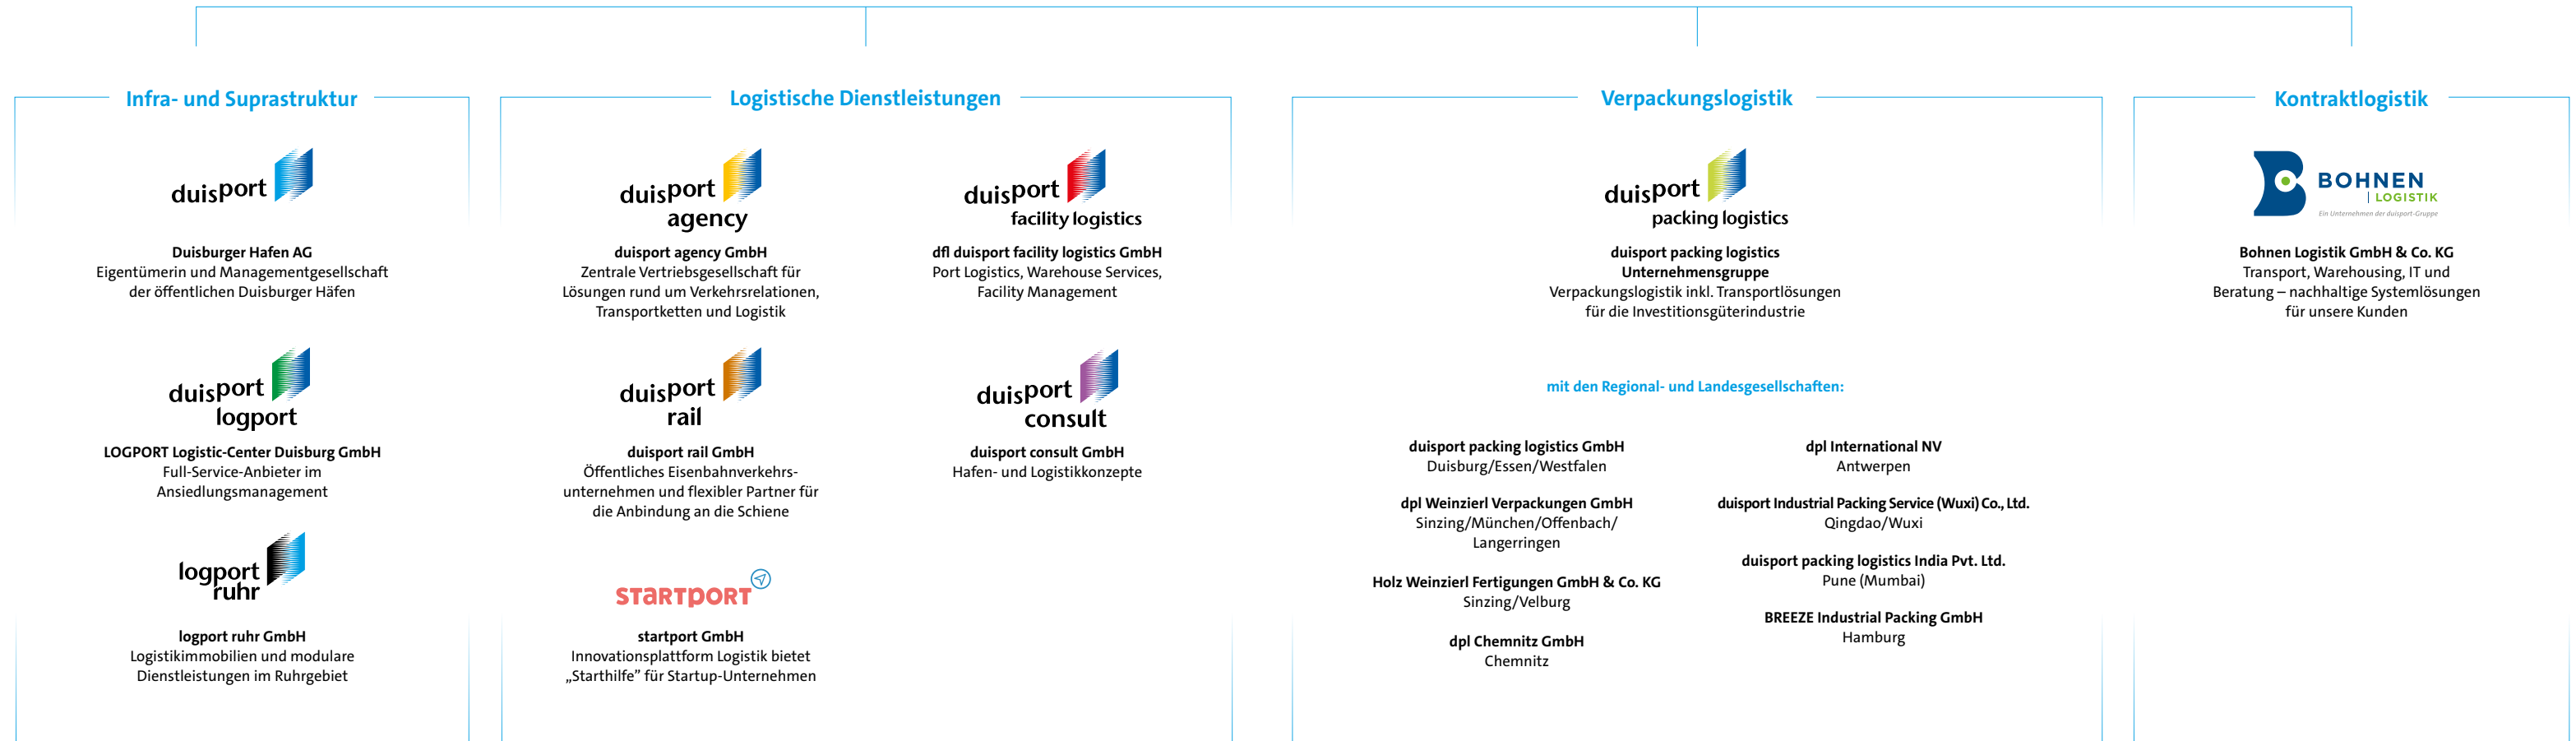 Infra- und Suprastruktur
duisport
Duisburger Hafen AG
Eigentümerin und Managementgesellschaft
der öffentlichen Duisburger Häfen
duisport
logport
LOGPORT Logistic-Center Duisburg GmbH
Full-Service-Anbieter im
Ansiedlungsmanagement
logport
ruhr
logport ruhr GmbH
Logistikimmobilien und modulare
Dienstleistungen im Ruhrgebiet
Logistische Dienstleistungen
duisport
agency
duisport agency GmbH
Zentrale Vertriebsgesellschaft für
Lösungen rund um Verkehrsrelationen,
Transportketten und Logistik
duisport
facility logistics
dfl duisport facility logistics GmbH
Port Logistics, Warehouse Services,
Facility Management
duisport
rail
duisport rail GmbH
Öffentliches Eisenbahnverkehrs-
unternehmen und flexibler Partner für
die Anbindung an die Schiene
duisport
consult
duisport consult GmbH
Hafen- und Logistikkonzepte
startport
startport GmbH
Innovationsplattform Logistik bietet
„Starthilfe” für Startup-Unternehmen
Verpackungslogistik
duisport
packing logistics
duisport packing logistics
Unternehmensgruppe
Verpackungslogistik inkl. Transportlösungen
für die Investitionsgüterindustrie
mit den Regional- und Landesgesellschaften:
duisport packing logistics GmbH
Duisburg/Essen/Westfalen
dpl Weinzierl Verpackungen GmbH
Sinzing/München/Offenbach/
Langerringen
Holz Weinzierl Fertigungen GmbH & Co. KG
Sinzing/Velburg
dpl Chemnitz GmbH
Chemnitz
dpl International NV
Antwerpen
duisport Industrial Packing Service (Wuxi) Co., Ltd.
Qingdao/Wuxi
duisport packing logistics India Pvt. Ltd.
Pune (Mumbai)
BREEZE Industrial Packing GmbH
Hamburg
Kontraktlogistik
BOHNEN
LOGISTIK
Ein Unternehmen der duisport-Gruppe
Bohnen Logistik GmbH & Co. KG
Transport, Warehousing, IT und
Beratung – nachhaltige Systemlösungen
für unsere Kunden